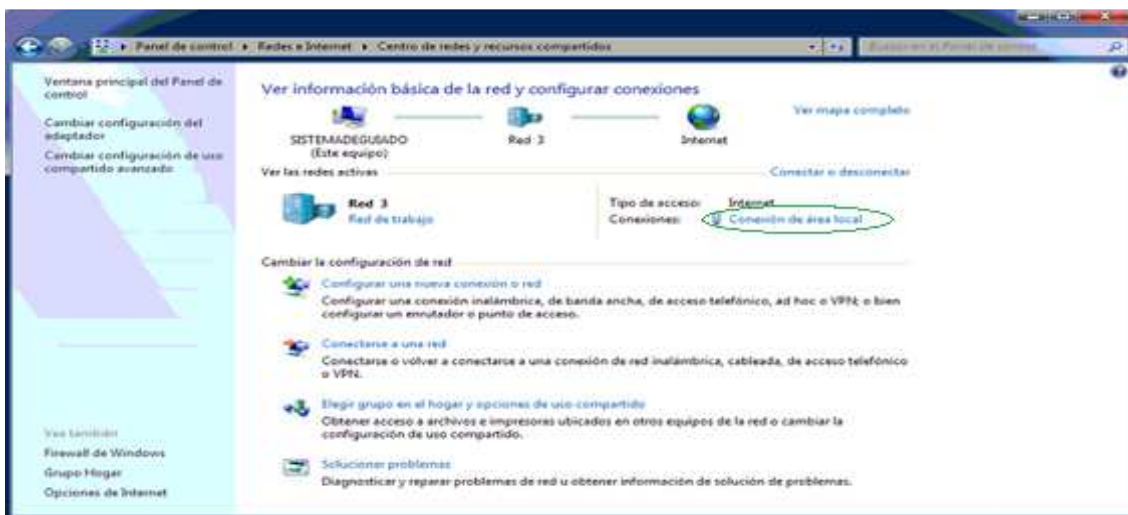 Panel de control ▸ Redes e Internet ▸ Centro de redes y recursos compartidos
Buscar en el Panel de control
Ventana principal del Panel de
control
Cambiar configuración del
adaptador
Cambiar configuración de uso
compartido avanzado
Vea también
Firewall de Windows
Grupo Hogar
Opciones de Internet
Ver información básica de la red y configurar conexiones
Ver mapa completo
(Este equipo)
Red 3
Internet
Ver las redes activas
Conectar o desconectar
Red 3
Red de trabajo
Tipo de acceso: Internet
Conexiones: Conexión de área local
Cambiar la configuración de red
Configurar una nueva conexión o red
Configurar una conexión inalámbrica, de banda ancha, de acceso telefónico, ad hoc o VPN; o bien
configurar un enrutador o punto de acceso.
Conectarse a una red
Conectarse o volver a conectarse a una conexión de red inalámbrica, cableada, de acceso telefónico
o VPN.
Elegir grupo en el hogar y opciones de uso compartido
Obtener acceso a archivos e impresoras ubicados en otros equipos de la red o cambiar la
configuración de uso compartido.
Solucionar problemas
Diagnosticar y reparar problemas de red u obtener información de solución de problemas.